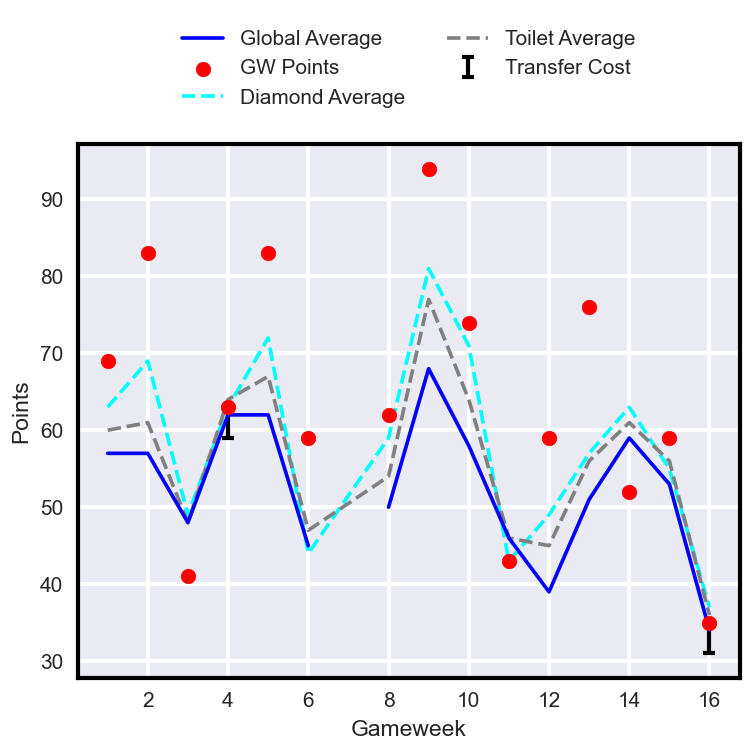 Global Average
GW Points
Diamond Average
Toilet Average
Transfer Cost
90
80
70
60
50
40
30
Points
2 4 6 8 10 12 14 16
Gameweek